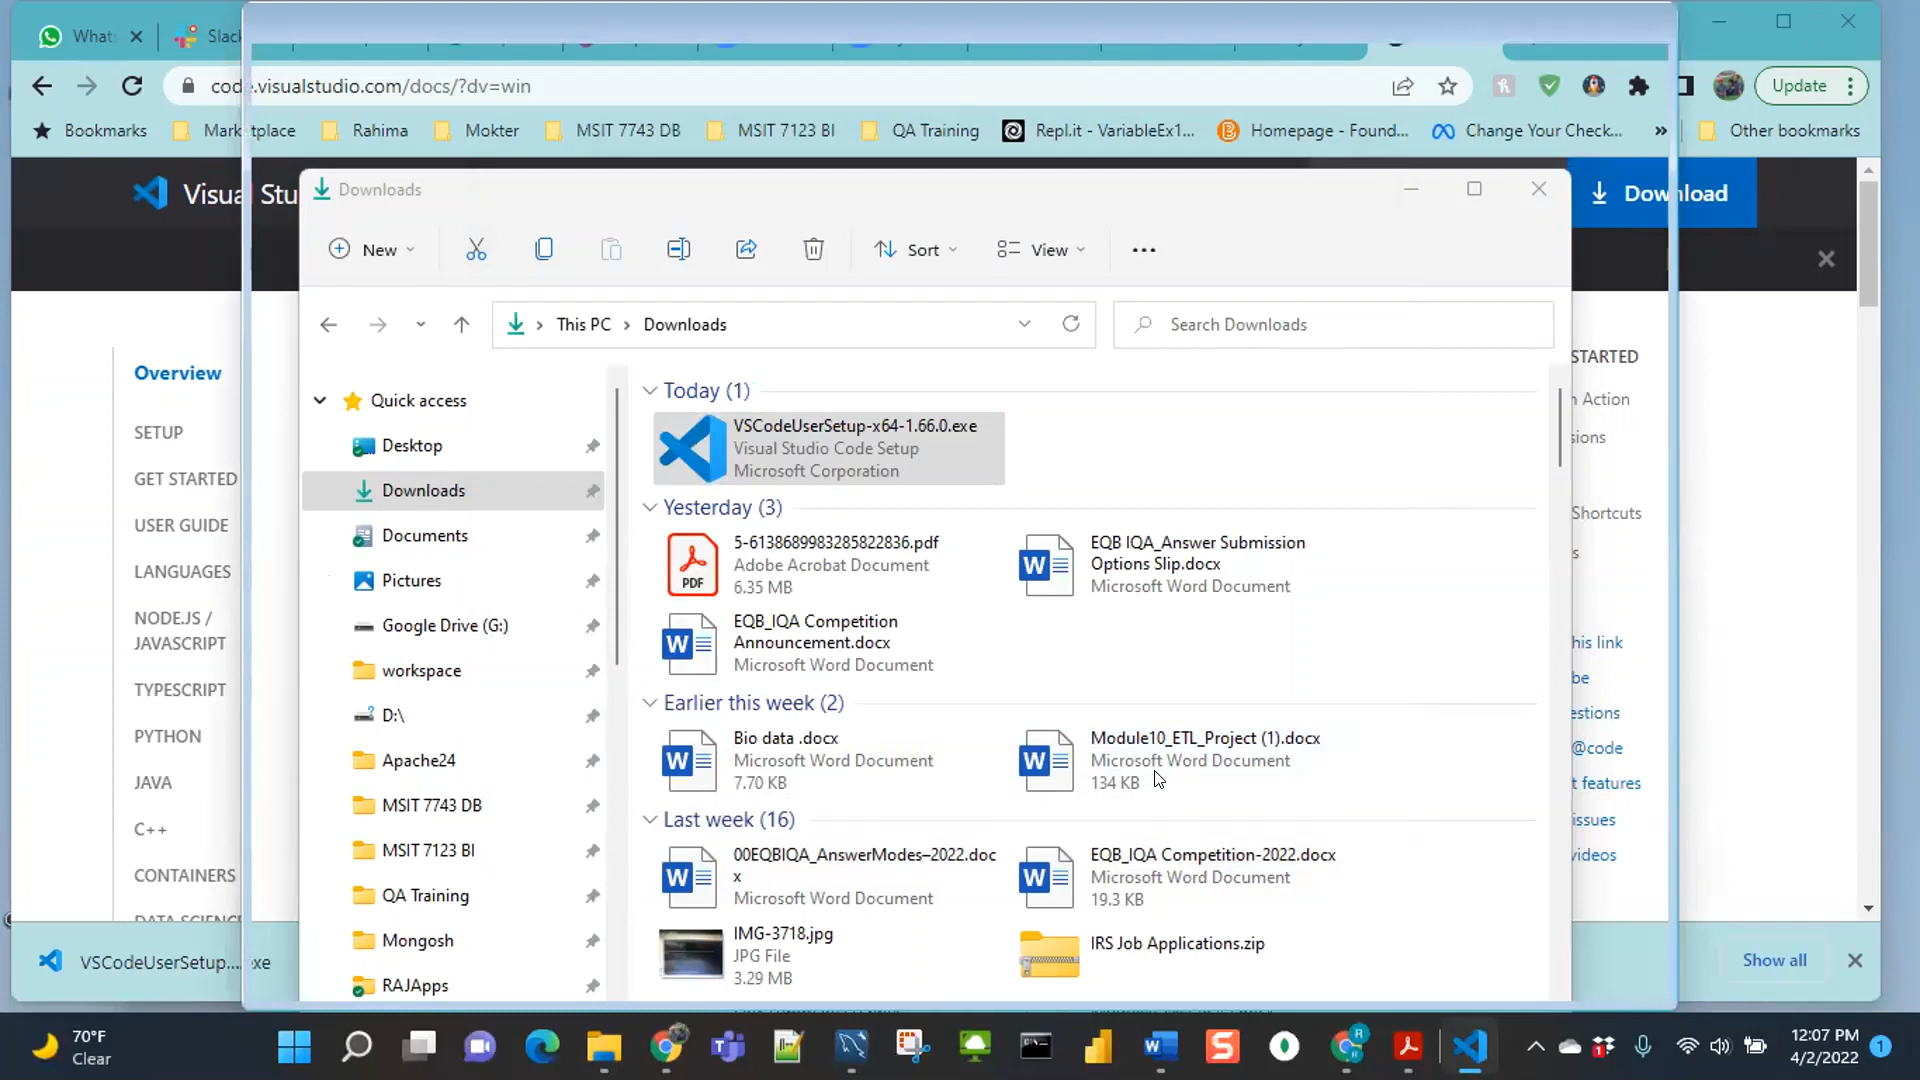 What
Slack
code.visualstudio.com/docs/?dv=win
Update
Bookmarks
Marketplace
Rahima
Mokter
MSIT 7743 DB
MSIT 7123 BI
QA Training
Repl.it - VariableEx1...
Homepage - Found...
Change Your Check...
»
Other bookmarks
Visual Stu
Download
Downloads
New
Sort
View
This PC > Downloads
Search Downloads
Overview
SETUP
GET STARTED
USER GUIDE
LANGUAGES
NODE.JS /
JAVASCRIPT
TYPESCRIPT
PYTHON
JAVA
C++
CONTAINERS
DATA SCIENC
Quick access
Desktop
Downloads
Documents
Pictures
Google Drive (G:)
workspace
D:\
Apache24
MSIT 7743 DB
MSIT 7123 BI
QA Training
Mongosh
RAJApps
Today (1)
VSCodeUserSetup-x64-1.66.0.exe
Visual Studio Code Setup
Microsoft Corporation
Yesterday (3)
5-6138689983285822836.pdf
Adobe Acrobat Document
6.35 MB
PDF
EQB IQA_Answer Submission
Options Slip.docx
Microsoft Word Document
EQB_IQA Competition
Announcement.docx
Microsoft Word Document
Earlier this week (2)
Bio data .docx
Microsoft Word Document
7.70 KB
Module10_ETL_Project (1).docx
Microsoft Word Document
134 KB
Last week (16)
00EQBIQA_AnswerModes–2022.doc
x
Microsoft Word Document
EQB_IQA Competition-2022.docx
Microsoft Word Document
19.3 KB
IMG-3718.jpg
JPG File
3.29 MB
IRS Job Applications.zip
STARTED
n Action
sions
Shortcuts
s
his link
be
estions
@code
t features
issues
videos
VSCodeUserSetup....exe
Show all
70°F
Clear
12:07 PM
4/2/2022
1